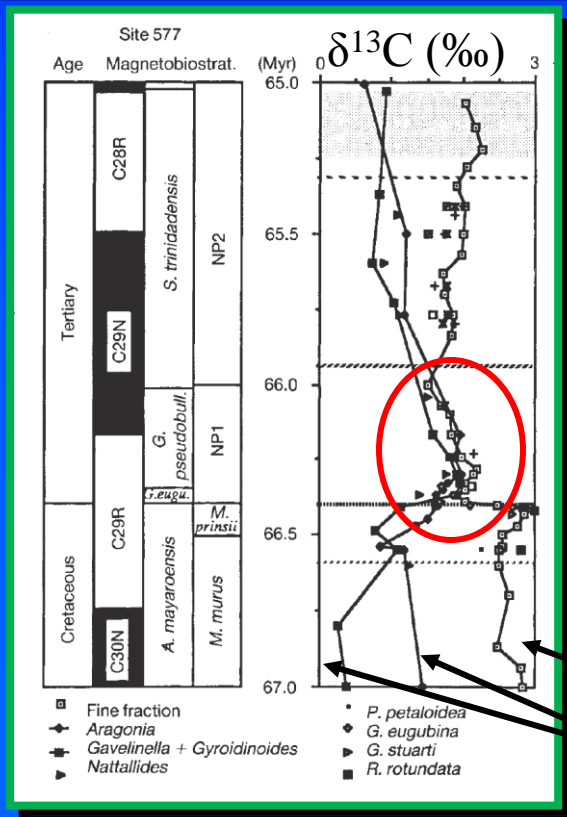 Site 577
δ¹³C (‰)
Age Magnetobiostrat. (Myr) 0 3
65.0
C28R
S. trinidadensis
NP2
65.5
Tertiary
C29N
66.0
G. pseudobull.
NP1
G.eugu.
C29R
M. prinsii
66.5
Cretaceous
A. mayaroensis
M. murus
C30N
67.0
Fine fraction
Aragonia
Gavelinella + Gyroidinoides
Nattallides
P. petaloidea
G. eugubina
G. stuarti
R. rotundata